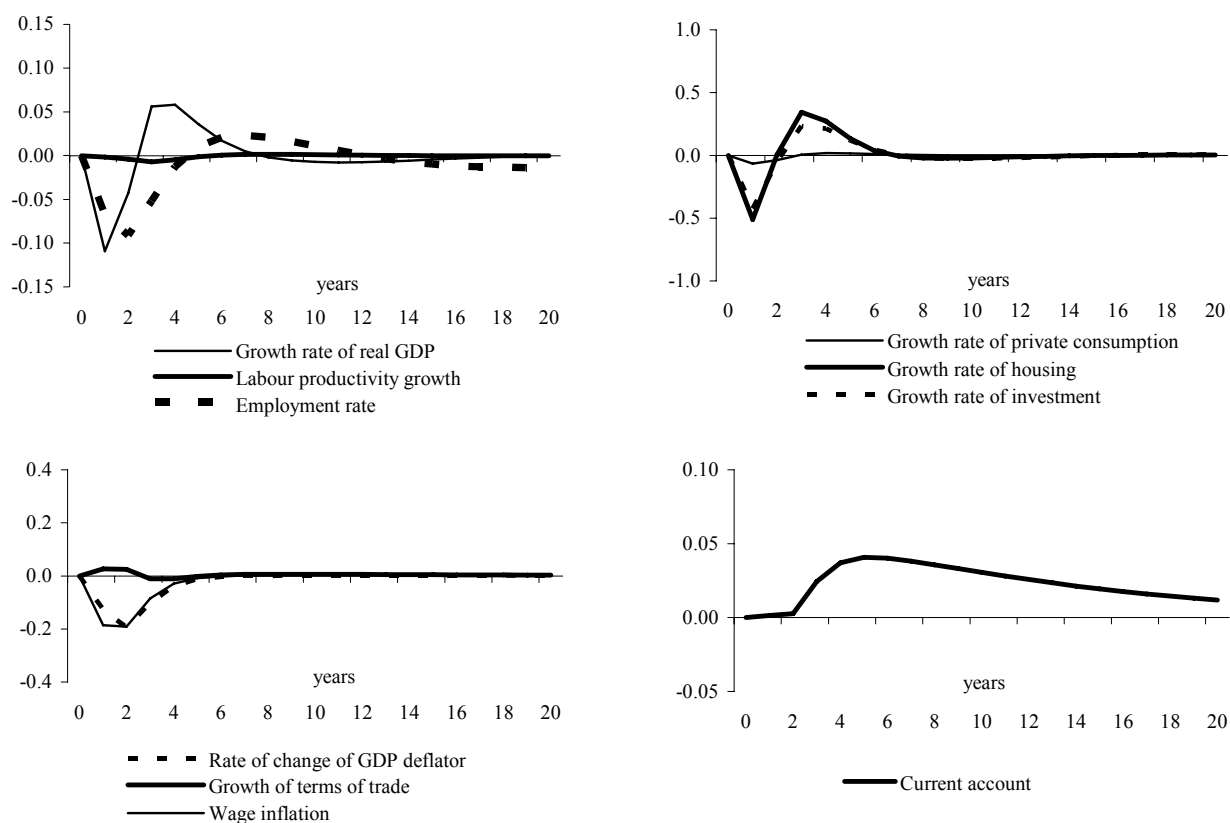 0.15
0.10
0.05
0.00
-0.05
-0.10
-0.15
years
0 2 4 6 8 10 12 14 16 18 20
Growth rate of real GDP
Labour productivity growth
Employment rate
1.0
0.5
0.0
-0.5
-1.0
years
0 2 4 6 8 10 12 14 16 18 20
Growth rate of private consumption
Growth rate of housing
Growth rate of investment
0.4
0.2
0.0
-0.2
-0.4
years
0 2 4 6 8 10 12 14 16 18 20
Rate of change of GDP deflator
Growth of terms of trade
Wage inflation
0.10
0.05
0.00
-0.05
years
0 2 4 6 8 10 12 14 16 18 20
Current account